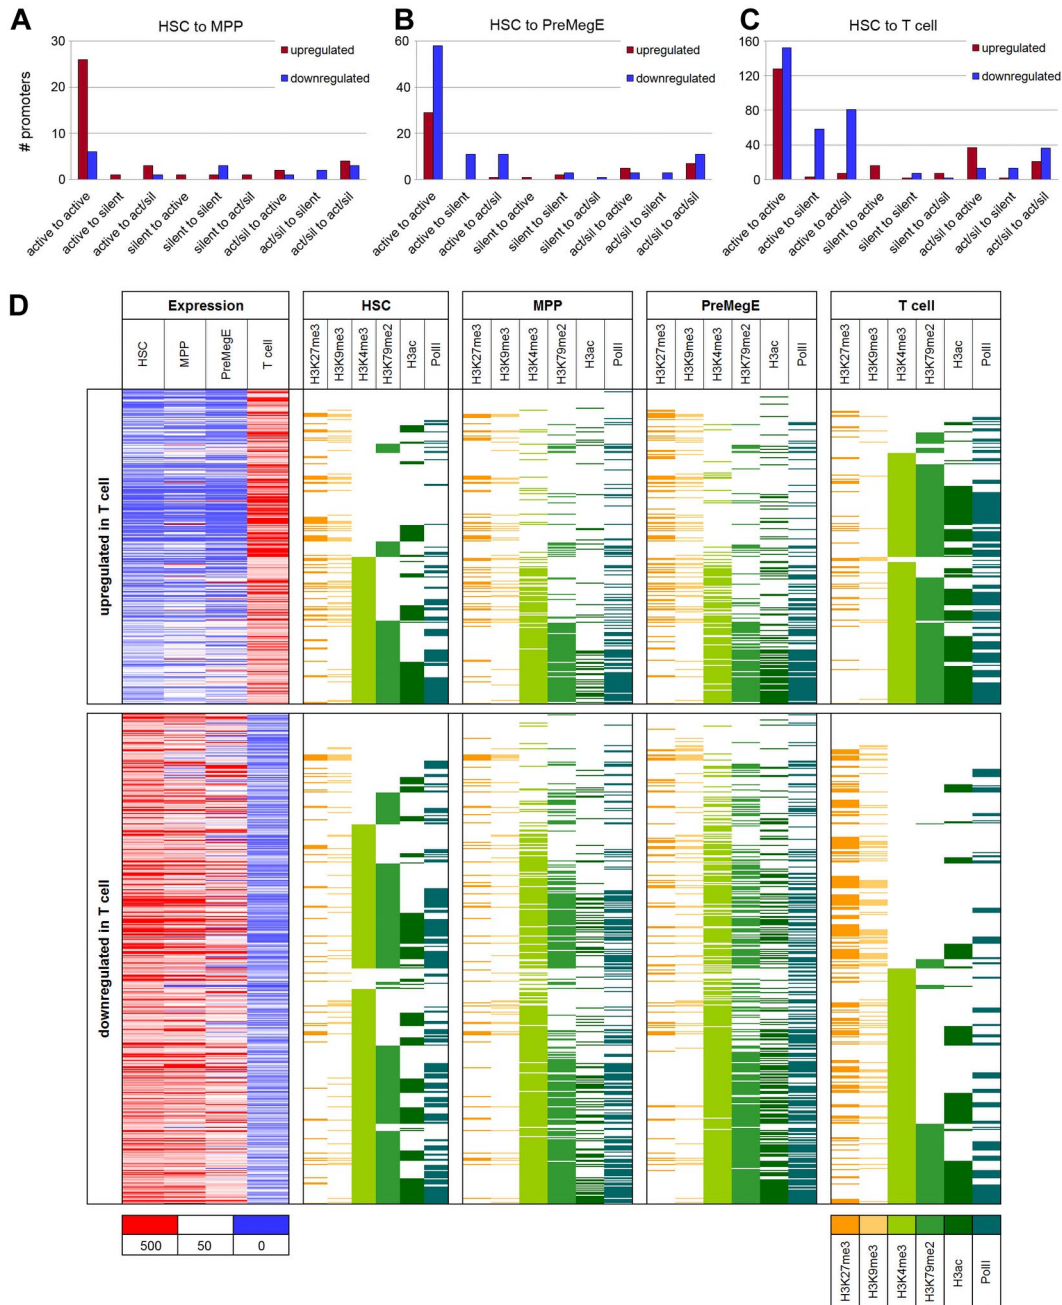 A
HSC to MPP
30
20
10
0
# promoters
upregulated
downregulated
active to active
active to silent
active to act/sil
silent to active
silent to silent
silent to act/sil
act/sil to active
act/sil to silent
act/sil to act/sil
B
HSC to PreMegE
60
40
20
0
upregulated
downregulated
active to active
active to silent
active to act/sil
silent to active
silent to silent
silent to act/sil
act/sil to active
act/sil to silent
act/sil to act/sil
C
HSC to T cell
160
120
80
40
0
upregulated
downregulated
active to active
active to silent
active to act/sil
silent to active
silent to silent
silent to act/sil
act/sil to active
act/sil to silent
act/sil to act/sil
D
Expression
HSC
MPP
PreMegE
T cell
HSC
H3K27me3
H3K9me3
H3K4me3
H3K79me2
H3ac
PolII
MPP
H3K27me3
H3K9me3
H3K4me3
H3K79me2
H3ac
PolII
PreMegE
H3K27me3
H3K9me3
H3K4me3
H3K79me2
H3ac
PolII
T cell
H3K27me3
H3K9me3
H3K4me3
H3K79me2
H3ac
PolII
upregulated in T cell
downregulated in T cell
500 50 0
H3K27me3
H3K9me3
H3K4me3
H3K79me2
H3ac
PolII